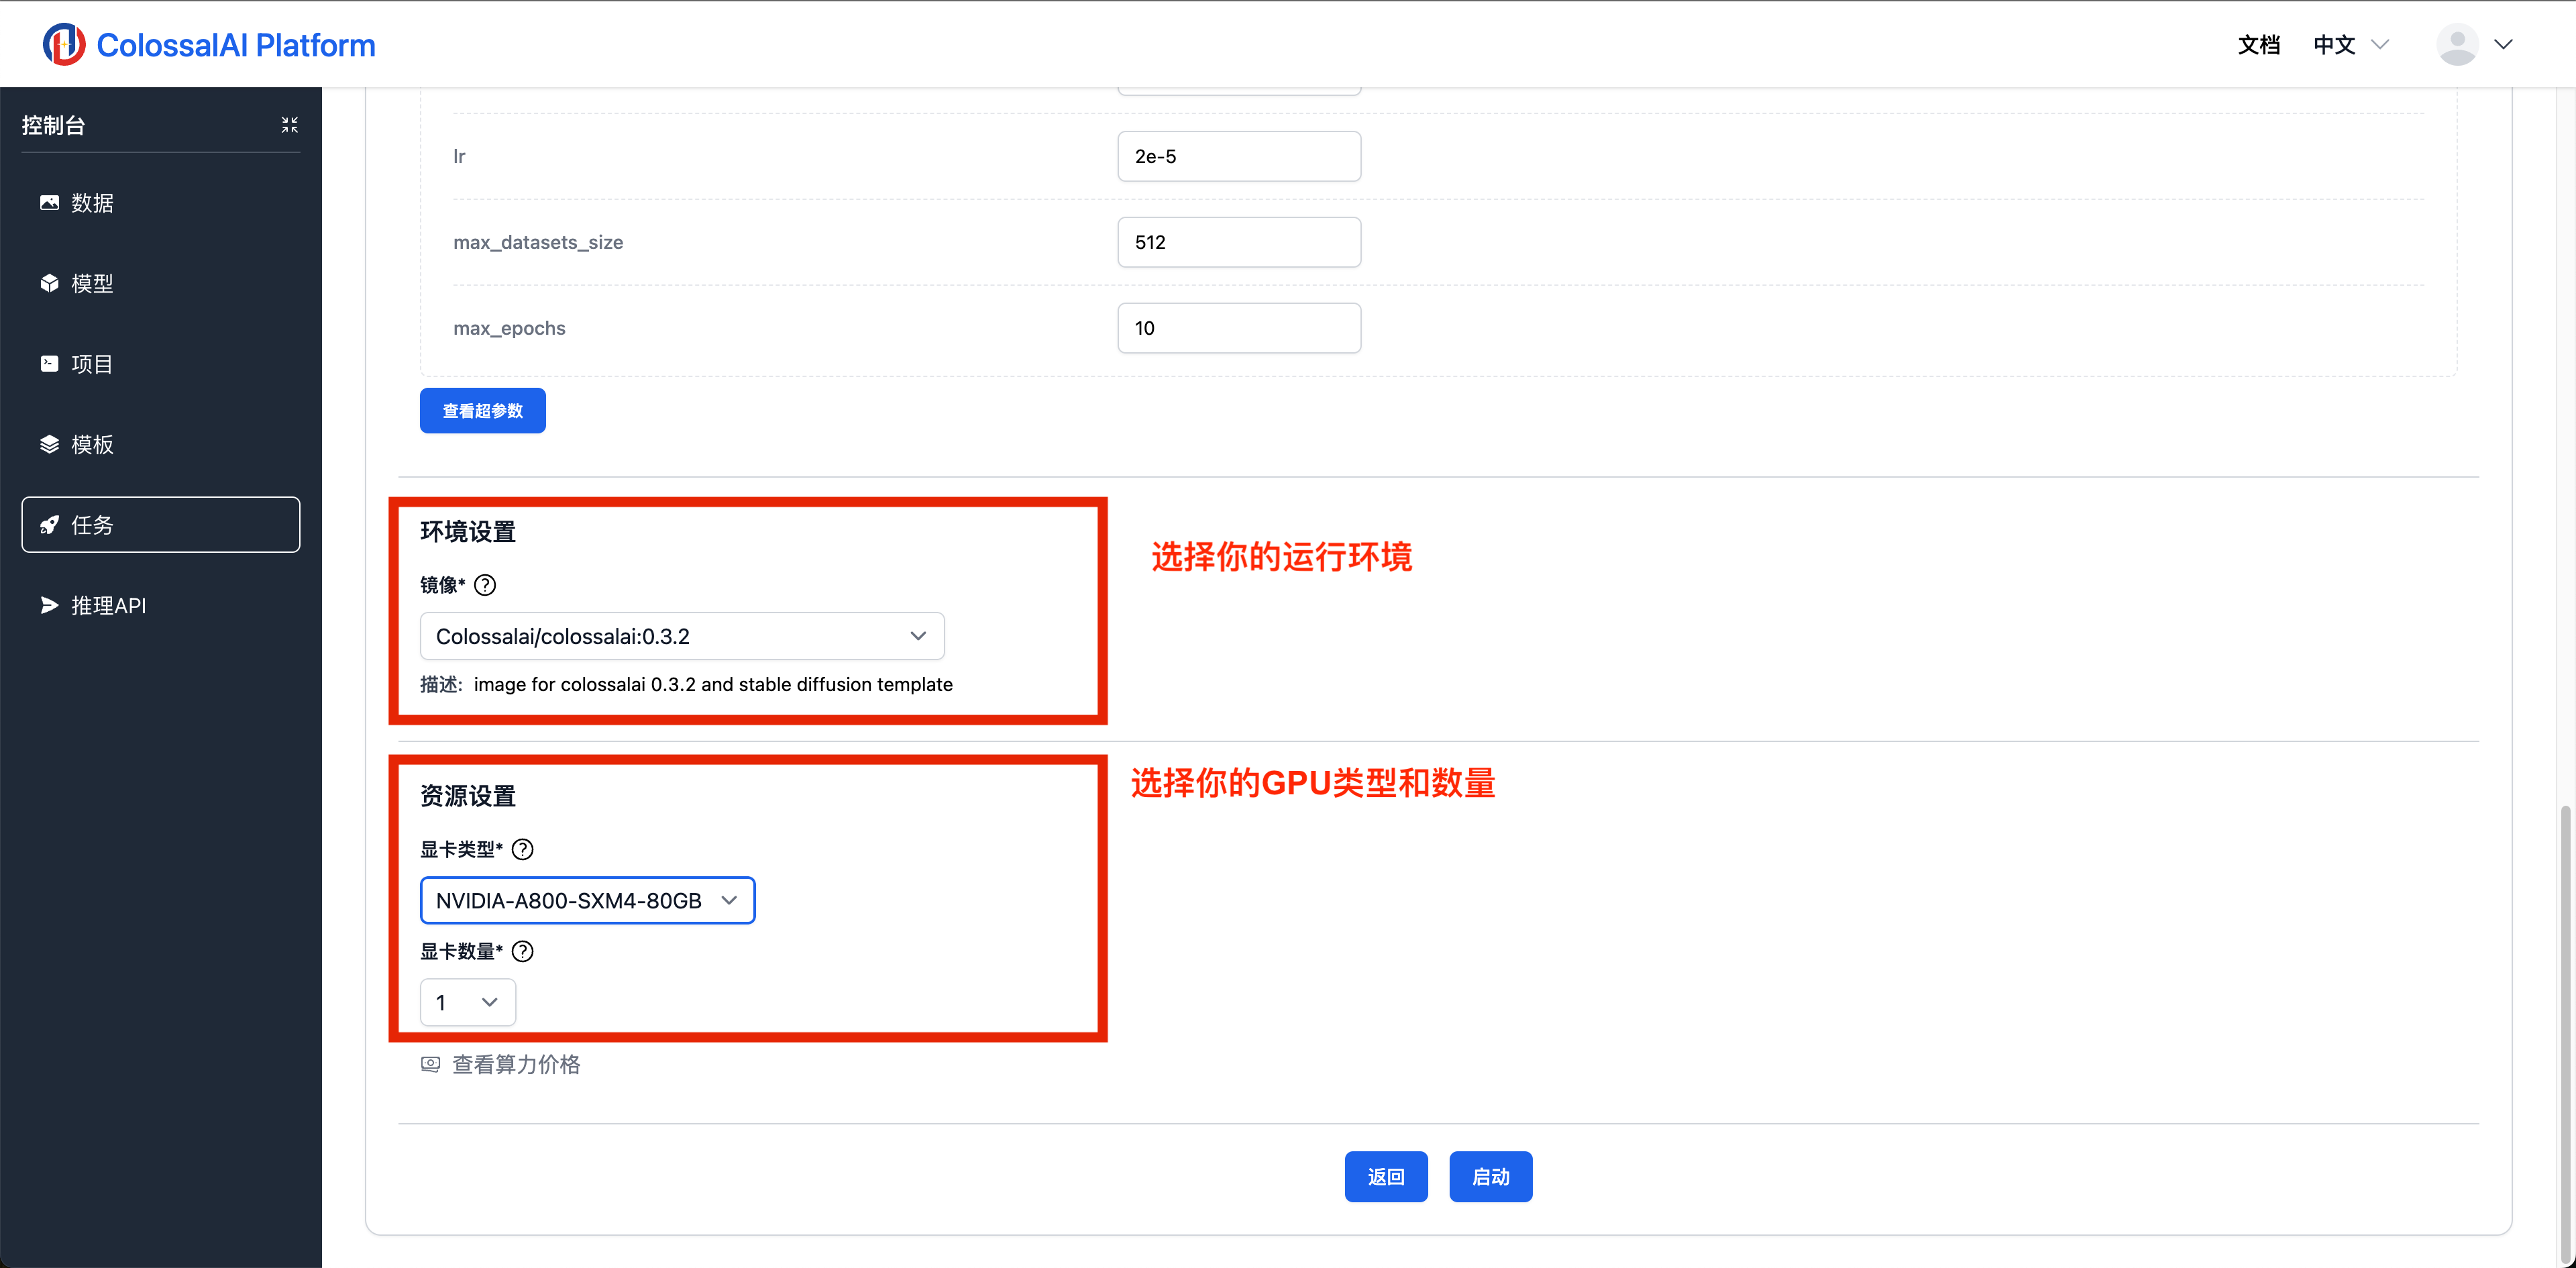 ColossalAI Platform
文档
中文
控制台
数据
模型
项目
模板
任务
推理API
lr
2e-5
max_datasets_size
512
max_epochs
10
查看超参数
环境设置
选择你的运行环境
镜像*
Colossalai/colossalai:0.3.2
描述: image for colossalai 0.3.2 and stable diffusion template
资源设置
选择你的GPU类型和数量
显卡类型*
NVIDIA-A800-SXM4-80GB
显卡数量*
1
查看算力价格
返回
启动